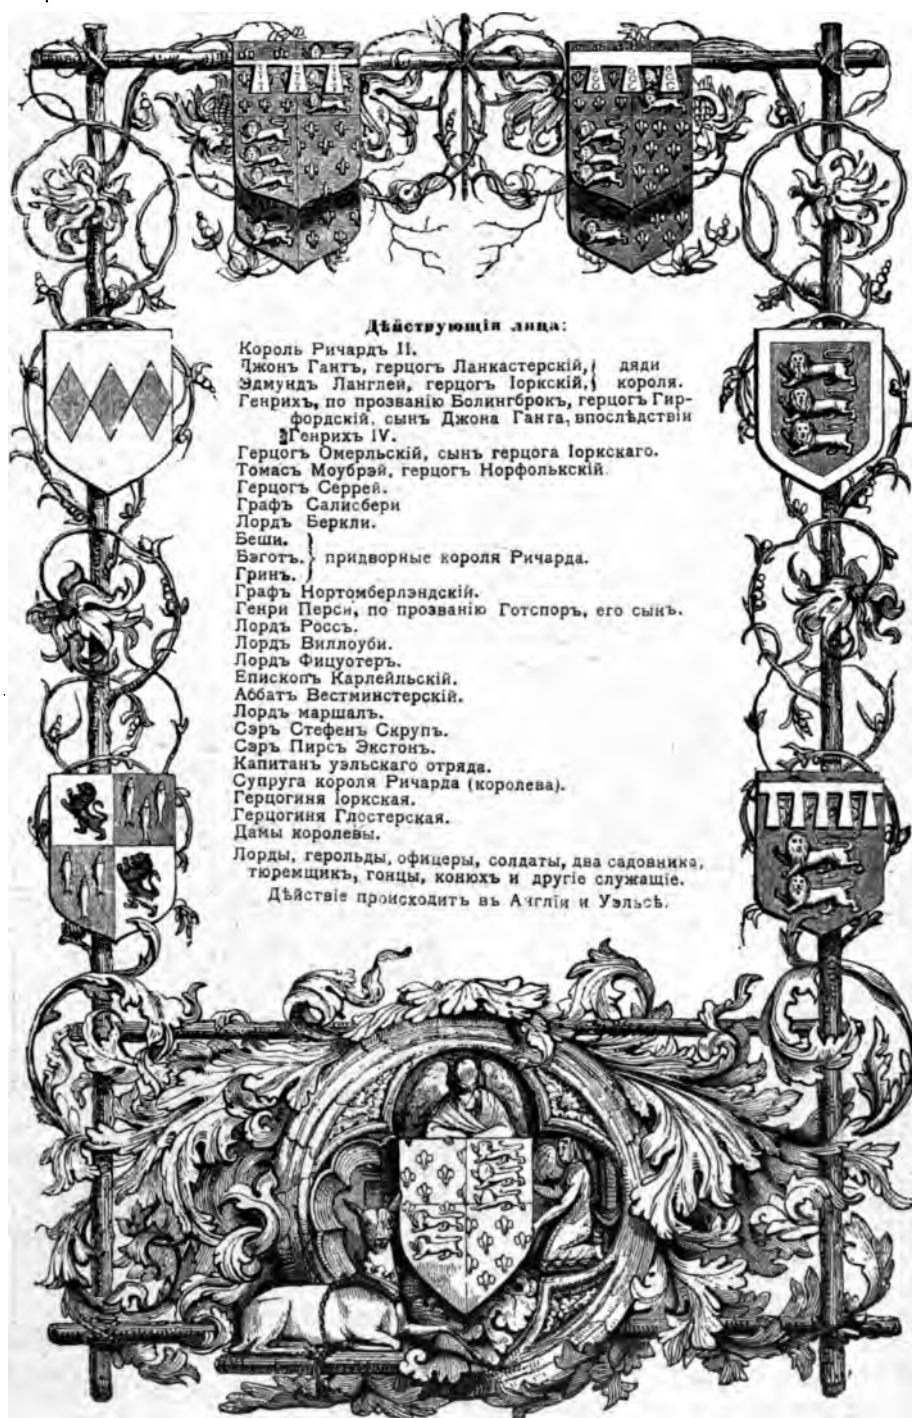 Дѣйствующія лица:
Король Ричардъ II.
Джонъ Гантъ, герцогъ Ланкастерскій, } дяди
Эдмундъ Ланглей, герцогъ Іоркскій, } короля.
Генрихъ, по прозванію Болингброкъ, герцогъ Гир-
фордскій, сынъ Джона Ганта, впослѣдствіи
Генрихъ IV.
Герцогъ Омерльскій, сынъ герцога Іоркскаго.
Томасъ Моубрэй, герцогъ Норфолькскій.
Герцогъ Серрей.
Графъ Салисбери
Лордъ Беркли.
Беши. }
Бэготъ. } придворные короля Ричарда.
Гринъ. }
Графъ Нортомберлэндскій.
Генри Перси, по прозванію Готспоръ, его сынъ.
Лордъ Россъ.
Лордъ Виллоуби.
Лордъ Фицуотеръ.
Епископъ Карлейльскій.
Аббатъ Вестминстерскій.
Лордъ маршалъ.
Сэръ Стефенъ Скрупъ.
Сэръ Пирсъ Экстонъ.
Капитанъ уэльскаго отряда.
Супруга короля Ричарда (королева).
Герцогиня Іоркская.
Герцогиня Глостерская.
Дамы королевы.
Лорды, герольды, офицеры, солдаты, два садовника,
тюремщикъ, гонцы, конюхъ и другіе служащіе.
Дѣйствіе происходитъ въ Англіи и Уэльсѣ.